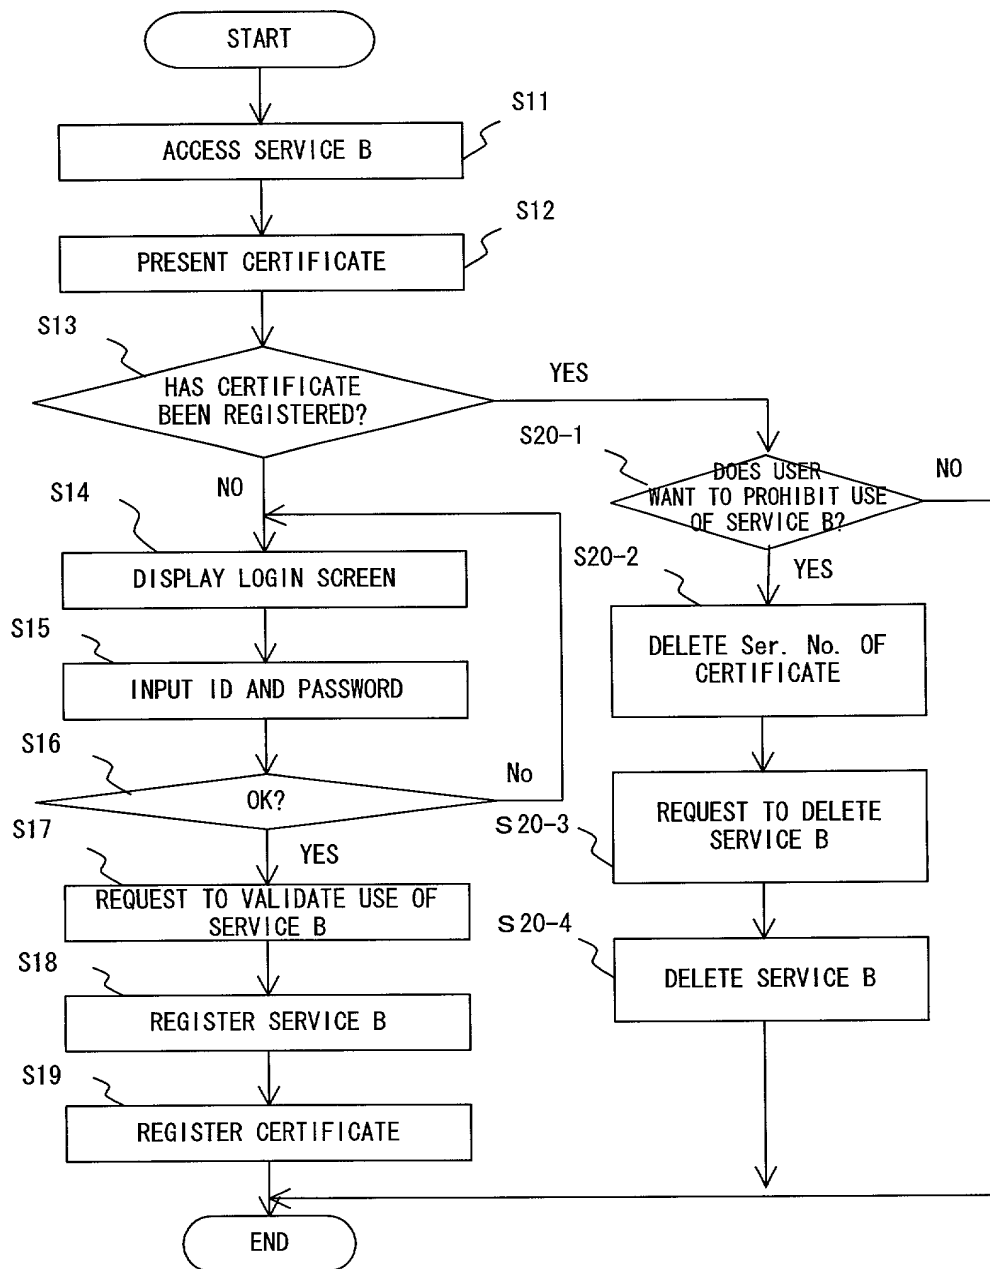 START
S11
ACCESS SERVICE B
S12
PRESENT CERTIFICATE
S13
HAS CERTIFICATE
BEEN REGISTERED?
YES
NO
S20-1
DOES USER
WANT TO PROHIBIT USE
OF SERVICE B?
NO
YES
S14
DISPLAY LOGIN SCREEN
S15
INPUT ID AND PASSWORD
S16
OK?
No
YES
S17
REQUEST TO VALIDATE USE OF
SERVICE B
S18
REGISTER SERVICE B
S19
REGISTER CERTIFICATE
S20-2
DELETE Ser. No. OF
CERTIFICATE
S20-3
REQUEST TO DELETE
SERVICE B
S20-4
DELETE SERVICE B
END